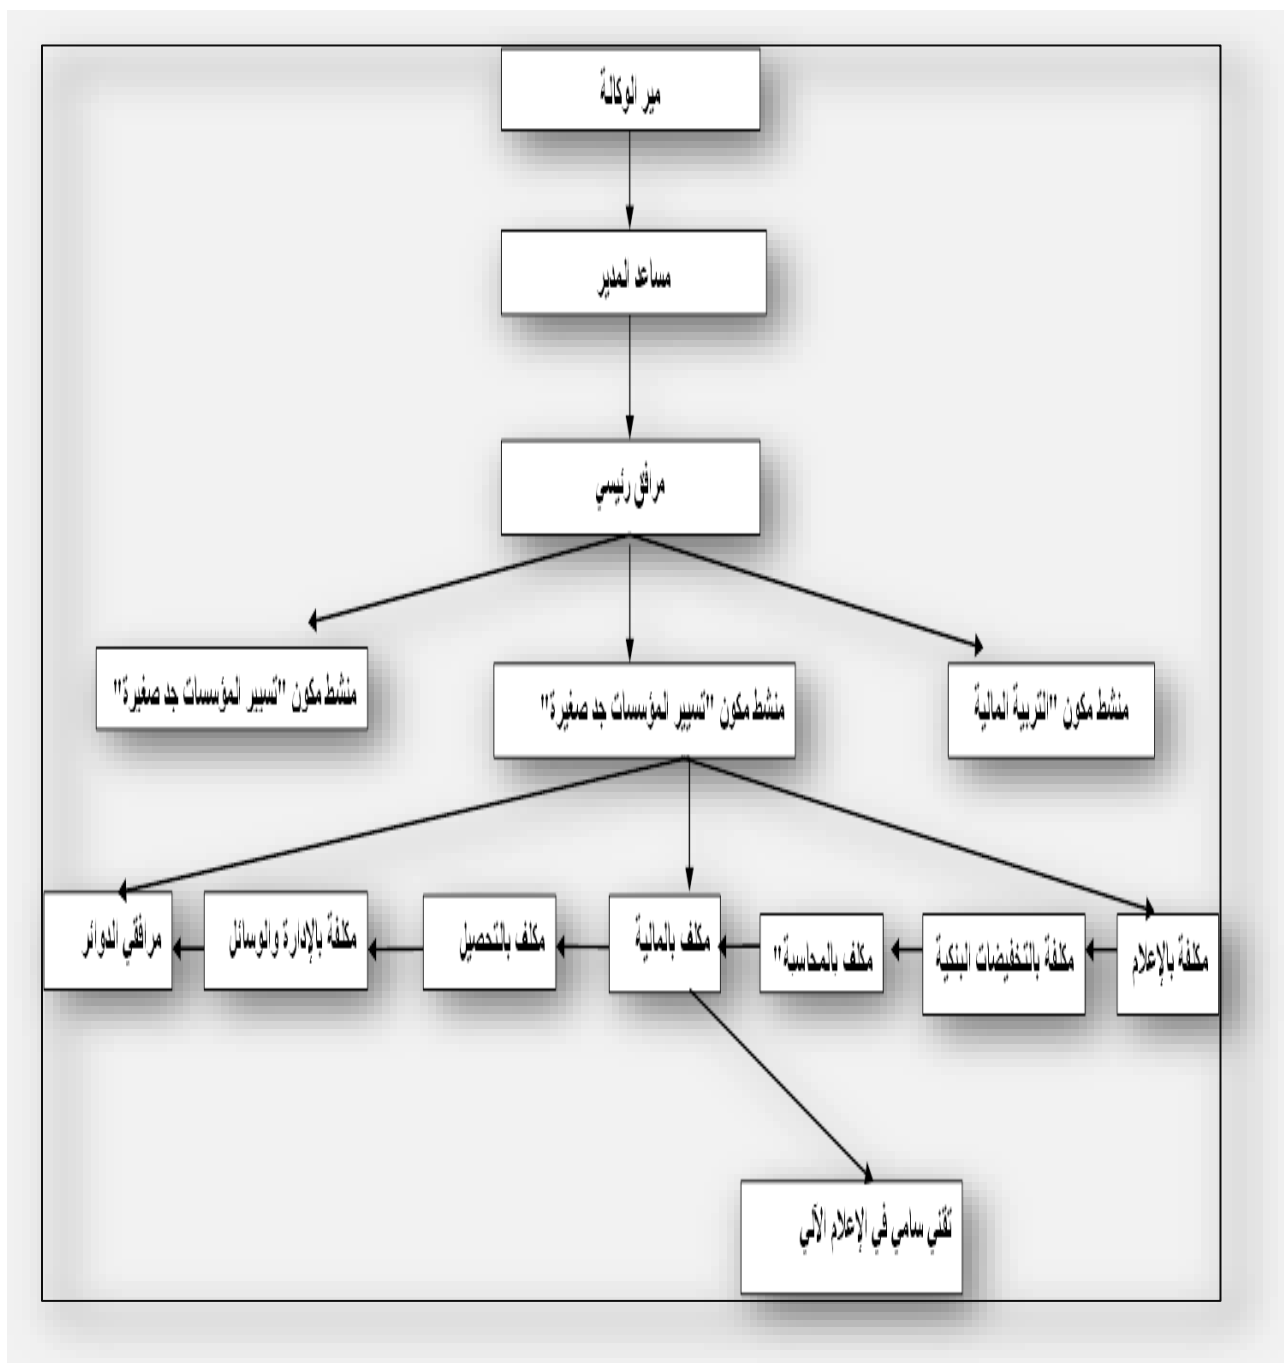 مير الوكالة
مساعد المدير
مرافق رئيسي
منشط مكون "التربية المالية
منشط مكون "تسيير المؤسسات جد صغيرة"
منشط مكون "تسيير المؤسسات جد صغيرة"
مكلفة بالإعلام
مكلفة بالتخفيضات البنكية
مكلف بالمحاسبة"
مكلف بالمالية
مكلف بالتحصيل
مكلفة بالإدارة والوسائل
مرافقي الدوائر
تقني سامي في الإعلام الآلي